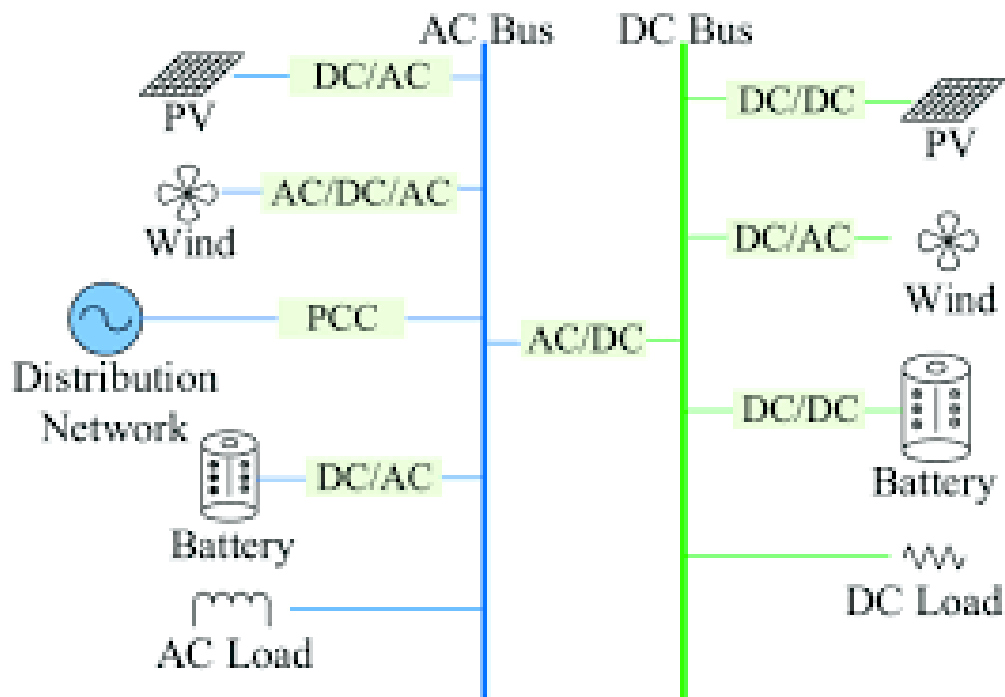 AC Bus
DC Bus
DC/AC
PV
DC/DC
PV
AC/DC/AC
Wind
DC/AC
Wind
PCC
Distribution
Network
AC/DC
DC/DC
Battery
DC/AC
Battery
AC Load
DC Load